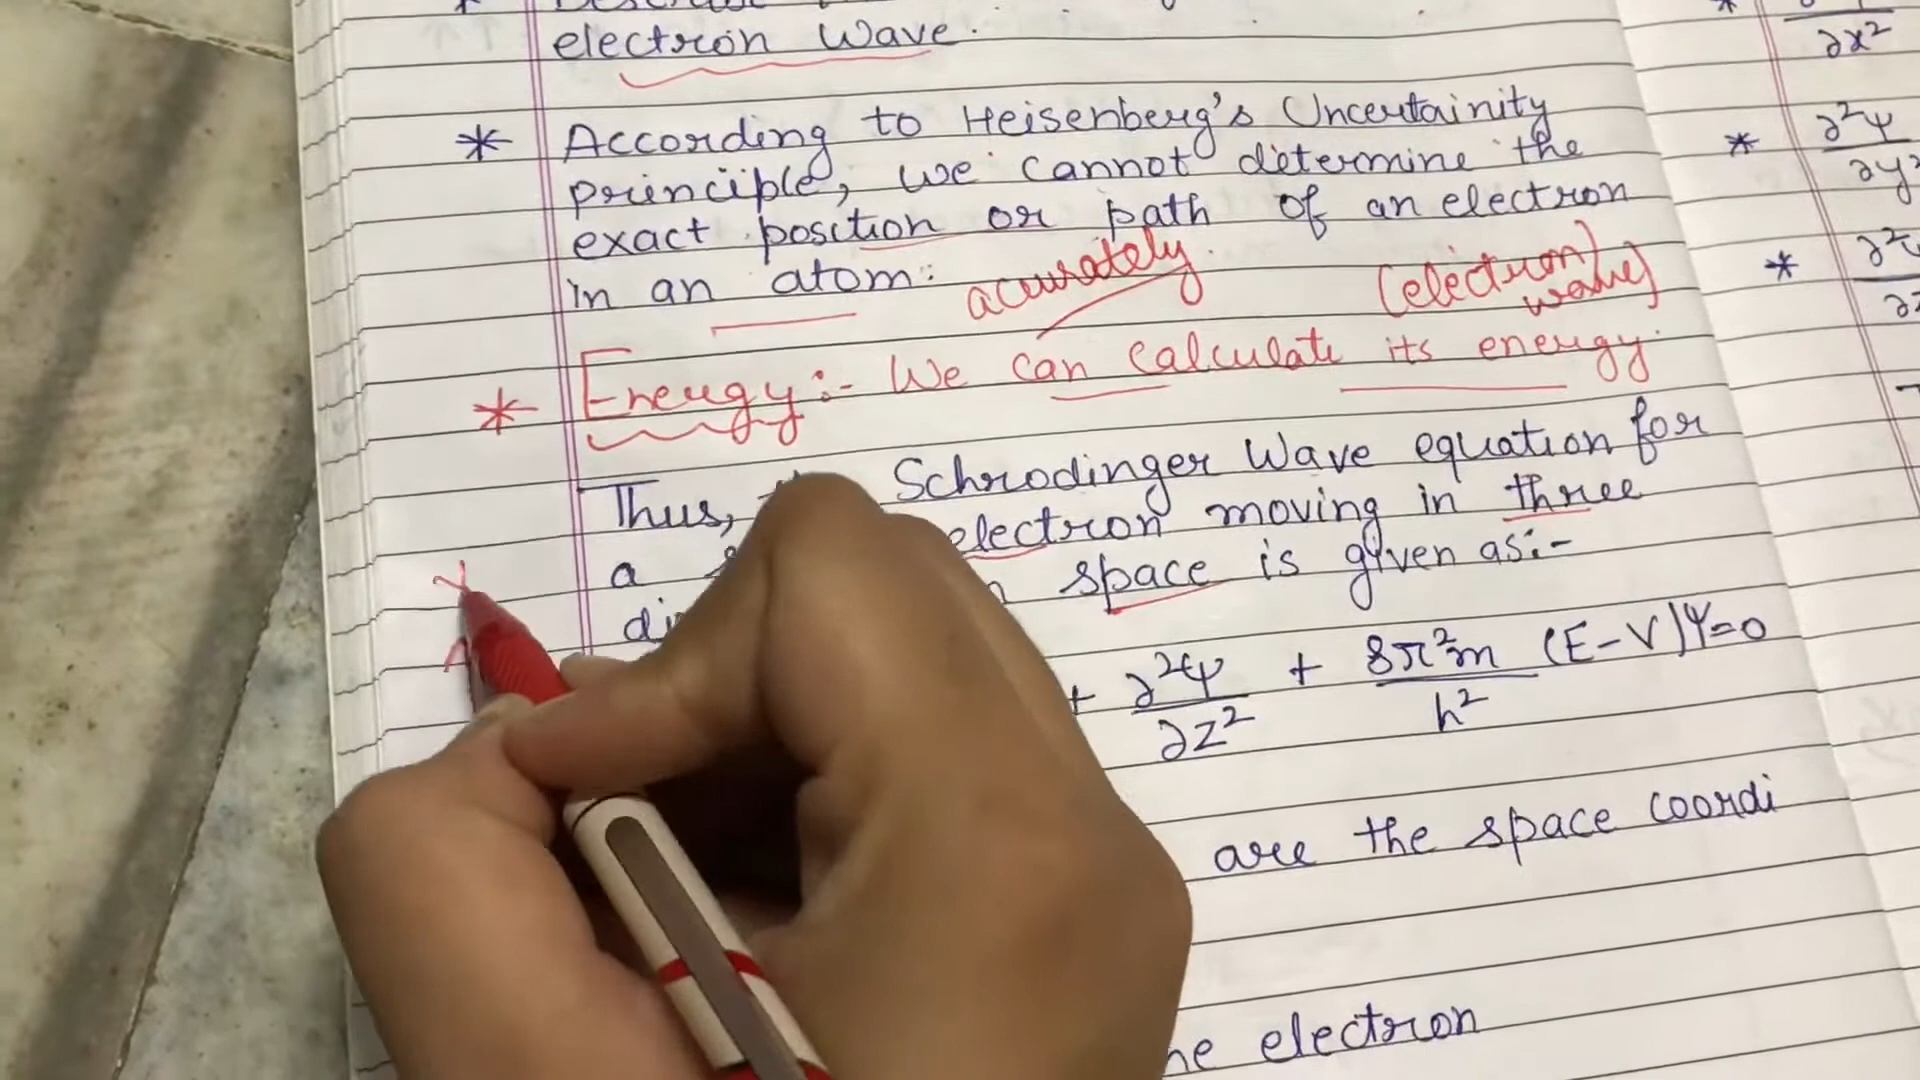 electron wave.
* According to Heisenberg's Uncertainity
principle, we cannot determine the
exact position or path of an electron
in an atom.
acurately.
(electron wave)
* Energy:- We can calculate its energy.
Thus, Schrodinger Wave equation for
a electron moving in three
space is given as:-
+ ∂²ψ/∂z² + 8π²m/h² (E-V)ψ=0
are the space coordi
electron
∂x²
* ∂²ψ
∂y²
* ∂²